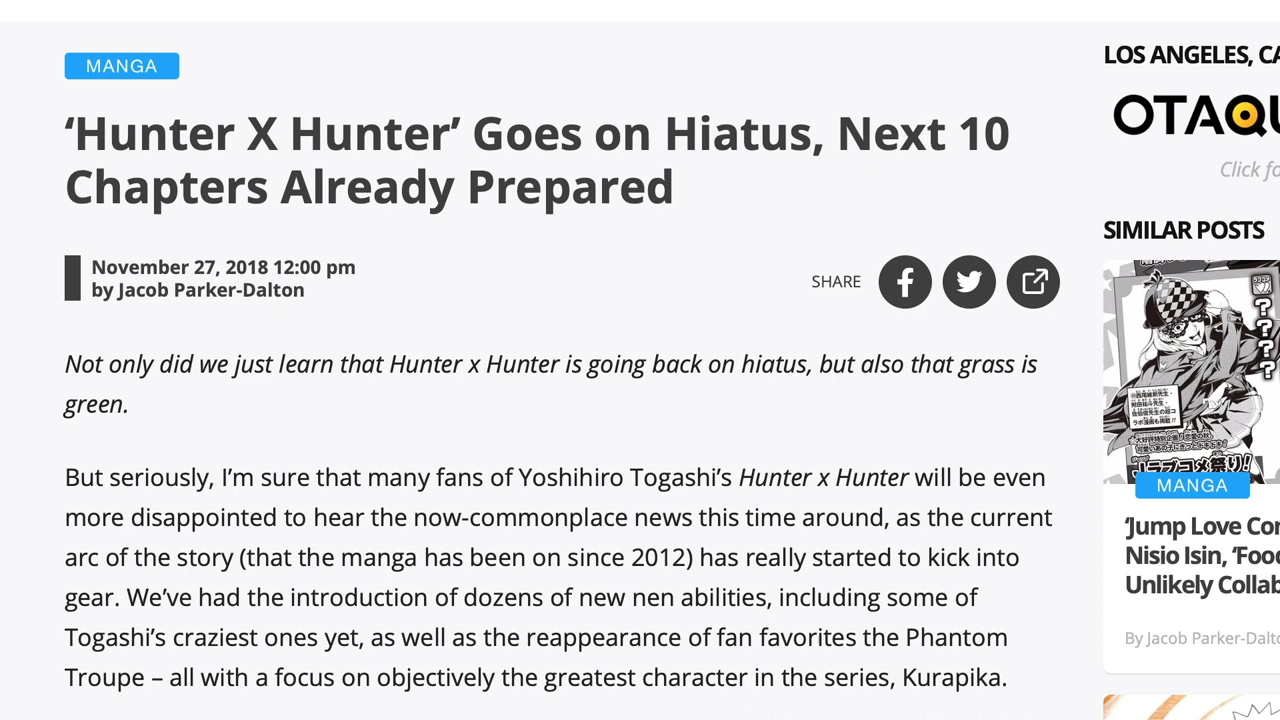 MANGA
‘Hunter X Hunter’ Goes on Hiatus, Next 10
Chapters Already Prepared
November 27, 2018 12:00 pm
by Jacob Parker-Dalton
SHARE
Not only did we just learn that Hunter x Hunter is going back on hiatus, but also that grass is
green.
But seriously, I’m sure that many fans of Yoshihiro Togashi’s Hunter x Hunter will be even
more disappointed to hear the now-commonplace news this time around, as the current
arc of the story (that the manga has been on since 2012) has really started to kick into
gear. We’ve had the introduction of dozens of new nen abilities, including some of
Togashi’s craziest ones yet, as well as the reappearance of fan favorites the Phantom
Troupe – all with a focus on objectively the greatest character in the series, Kurapika.
LOS ANGELES,
Click
SIMILAR POSTS
????
MANGA
‘Jump Love
Nisio Isin,
Unlikely
By Jacob